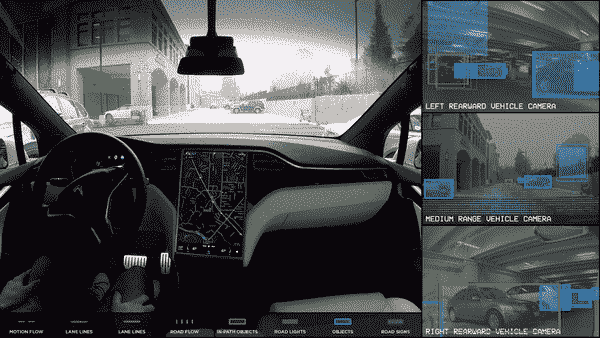 LEFT REARWARD VEHICLE CAMERA
MEDIUM RANGE VEHICLE CAMERA
RIGHT REARWARD VEHICLE CAMERA
MOTION FLOW
LANE LINES
LANE LINES
ROAD FLOW
IN-PATH OBJECTS
ROAD LIGHTS
OBJECTS
ROAD SIGNS